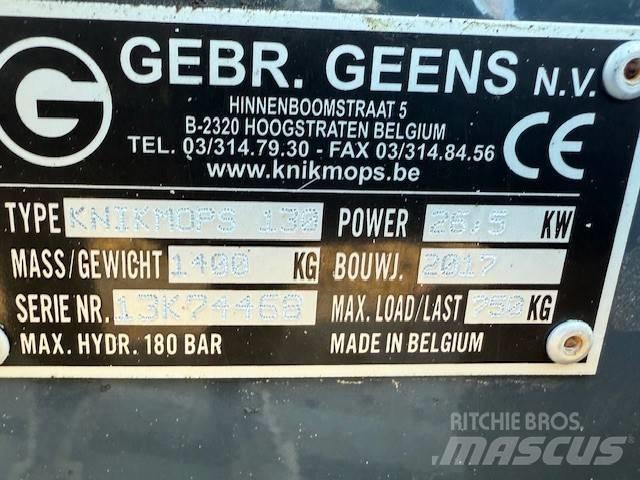 G
GEBR. GEENS N.V.
HINNENBOOMSTRAAT 5
B-2320 HOOGSTRATEN BELGIUM
TEL. 03/314.79.30 - FAX 03/314.84.56
www.knikmops.be
CE
TYPE KNIKMOPS 130 POWER 26,5 KW
MASS/GEWICHT 1400 KG BOUWJ. 2017
SERIE NR. 13K74468 MAX. LOAD/LAST 750 KG
MAX. HYDR. 180 BAR MADE IN BELGIUM
RITCHIE BROS.
MASCUS